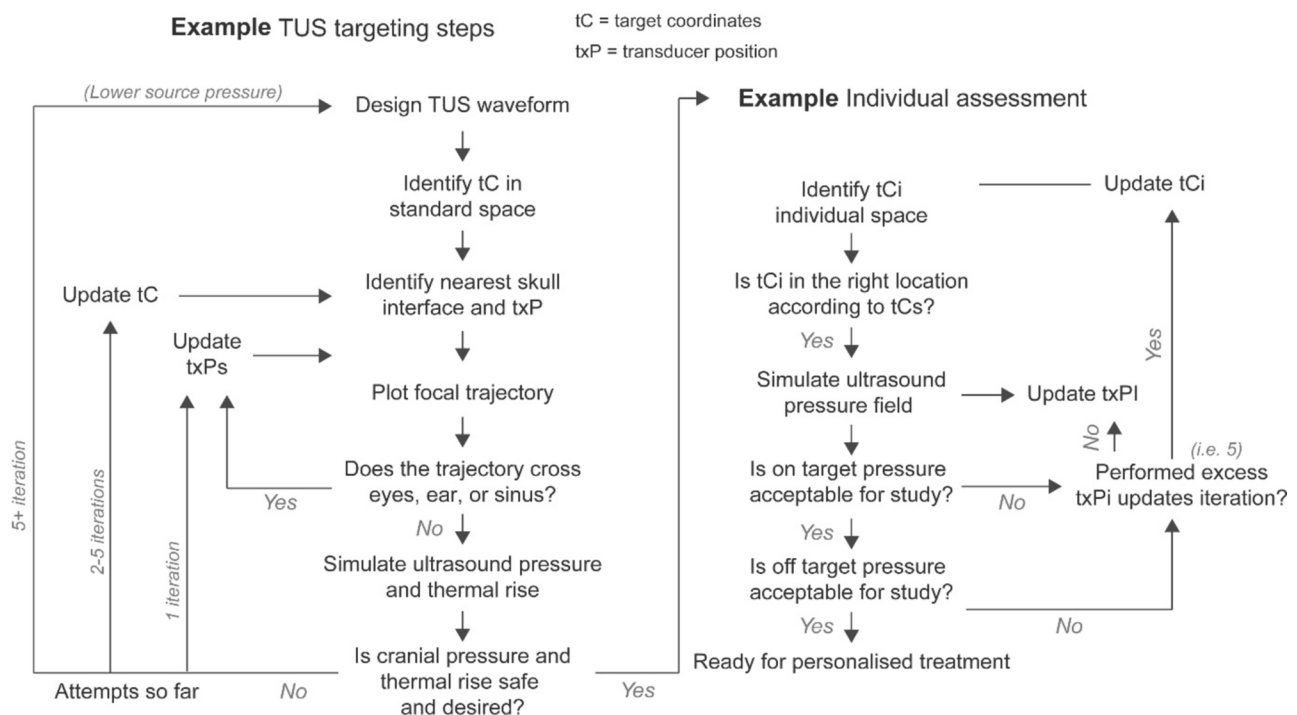 Example TUS targeting steps
tC = target coordinates
txP = transducer position
(Lower source pressure)
Design TUS waveform
Identify tC in
standard space
Update tC
Identify nearest skull
interface and txP
Update
txPs
Plot focal trajectory
Does the trajectory cross
eyes, ear, or sinus?
Yes
No
Simulate ultrasound pressure
and thermal rise
Is cranial pressure and
thermal rise safe
and desired?
No
Yes
Attempts so far
1 iteration
2-5 iterations
5+ iteration
Example Individual assessment
Identify tCi
individual space
Update tCi
Is tCi in the right location
according to tCs?
Yes
Simulate ultrasound
pressure field
Update txPI
No
Yes
(i.e. 5)
Is on target pressure
acceptable for study?
No
Performed excess
txPi updates iteration?
Yes
Is off target pressure
acceptable for study?
No
Yes
Ready for personalised treatment